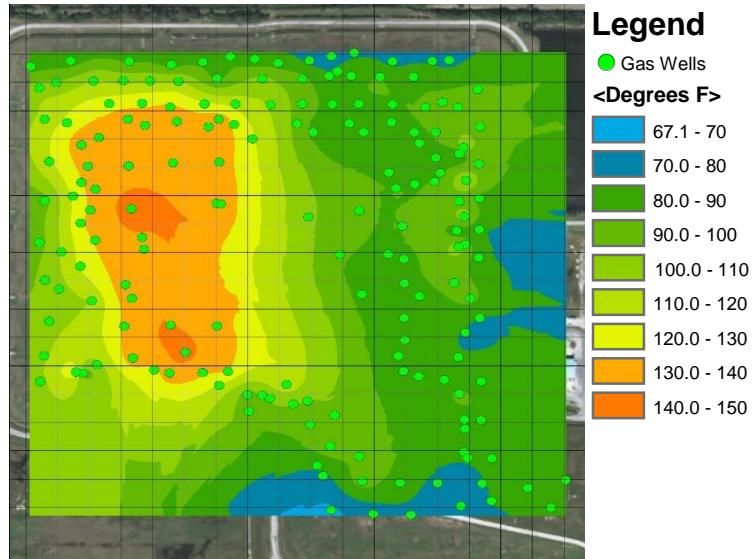 Legend
Gas Wells
<Degrees F>
67.1 - 70
70.0 - 80
80.0 - 90
90.0 - 100
100.0 - 110
110.0 - 120
120.0 - 130
130.0 - 140
140.0 - 150